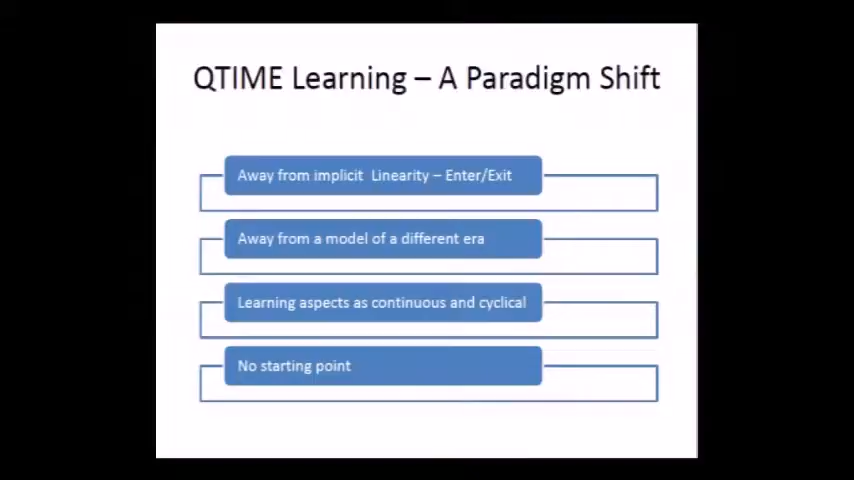 QTIME Learning – A Paradigm Shift
Away from implicit Linearity – Enter/Exit
Away from a model of a different era
Learning aspects as continuous and cyclical
No starting point